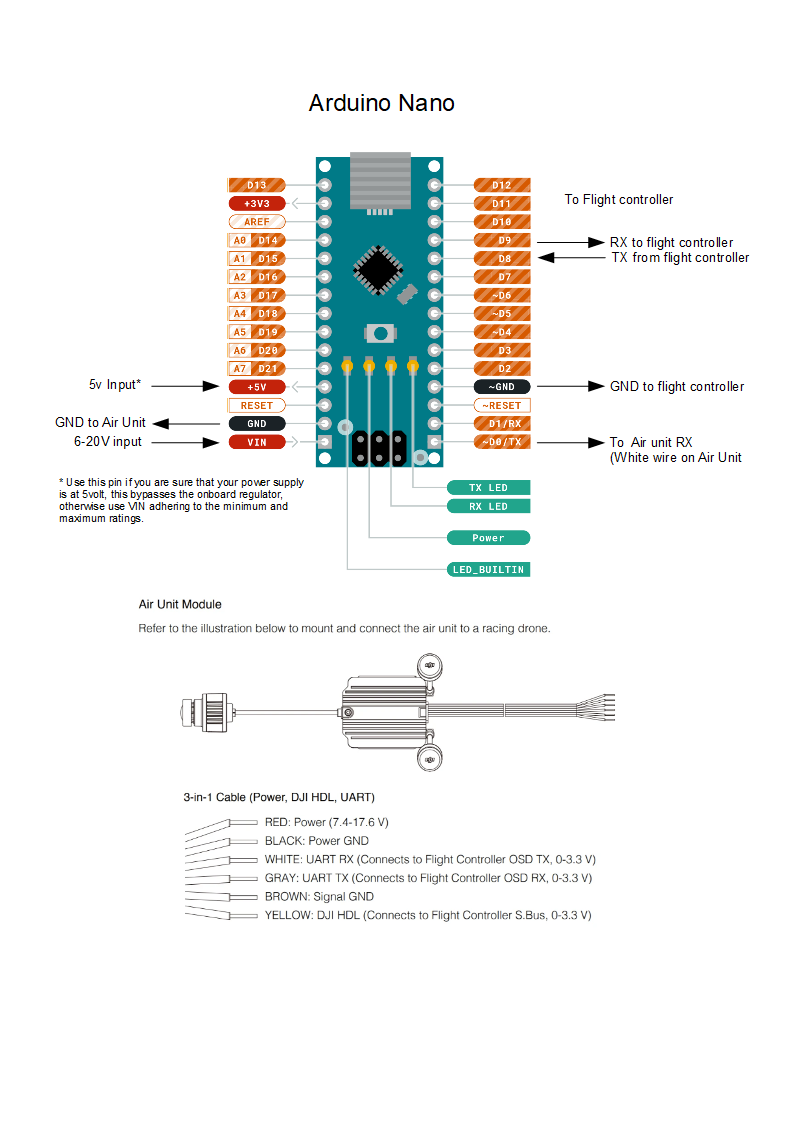 Arduino Nano
D13
+3V3
AREF
A0 D14
A1 D15
A2 D16
A3 D17
A4 D18
A5 D19
A6 D20
A7 D21
+5V
RESET
GND
VIN
D12
D11
D10
D9
D8
D7
~D6
~D5
~D4
D3
D2
~GND
~RESET
D1/RX
~D0/TX
To Flight controller
RX to flight controller
TX from flight controller
GND to flight controller
To Air unit RX
(White wire on Air Unit
5v Input*
GND to Air Unit
6-20V input
* Use this pin if you are sure that your power supply
is at 5volt, this bypasses the onboard regulator,
otherwise use VIN adhering to the minimum and
maximum ratings.
TX LED
RX LED
Power
LED_BUILTIN
Air Unit Module
Refer to the illustration below to mount and connect the air unit to a racing drone.
3-in-1 Cable (Power, DJI HDL, UART)
RED: Power (7.4-17.6 V)
BLACK: Power GND
WHITE: UART RX (Connects to Flight Controller OSD TX, 0-3.3 V)
GRAY: UART TX (Connects to Flight Controller OSD RX, 0-3.3 V)
BROWN: Signal GND
YELLOW: DJI HDL (Connects to Flight Controller S.Bus, 0-3.3 V)